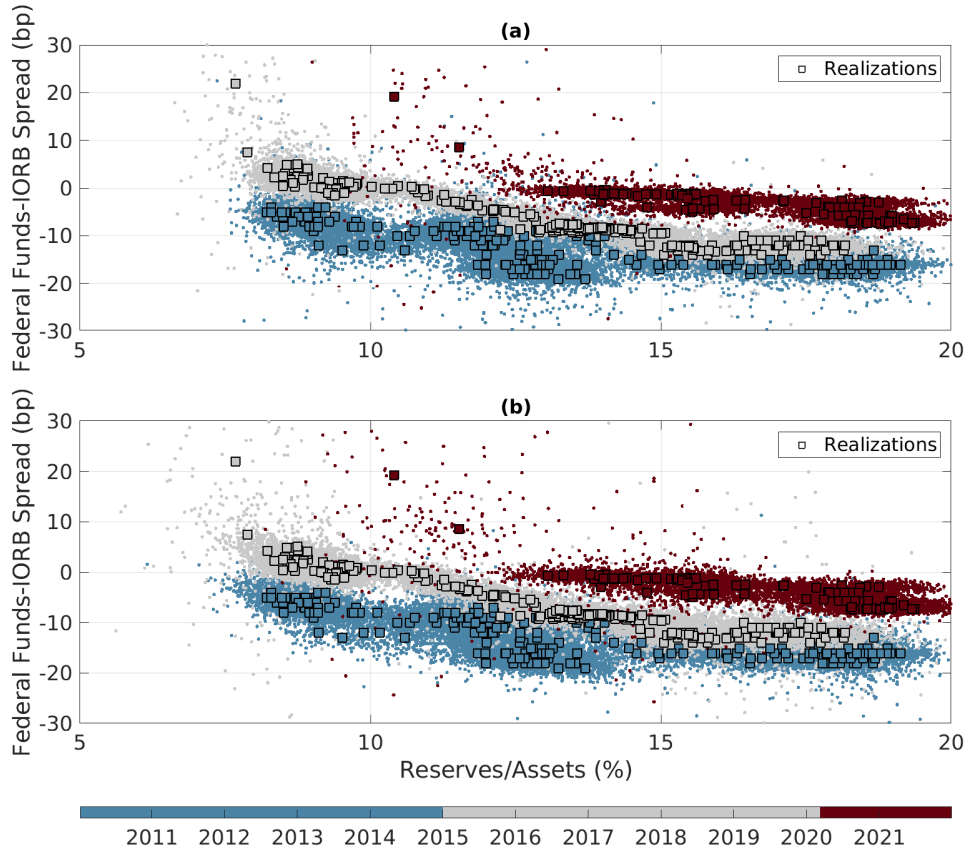 (a)
Federal Funds-IORB Spread (bp)
30
20
10
0
-10
-20
-30
Realizations
5 10 15 20
(b)
Federal Funds-IORB Spread (bp)
30
20
10
0
-10
-20
-30
Realizations
5 10 15 20
Reserves/Assets (%)
2011 2012 2013 2014 2015 2016 2017 2018 2019 2020 2021